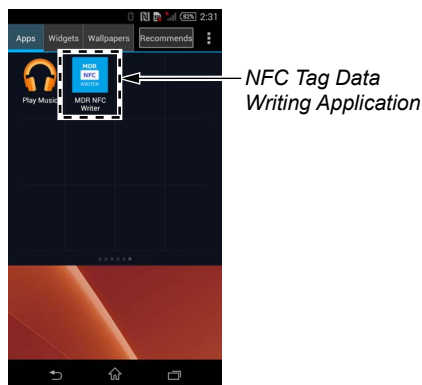 82% 2:31
Apps Widgets Wallpapers Recommends
MDR
NFC
WRITER
Play Music MDR NFC
Writer
NFC Tag Data
Writing Application